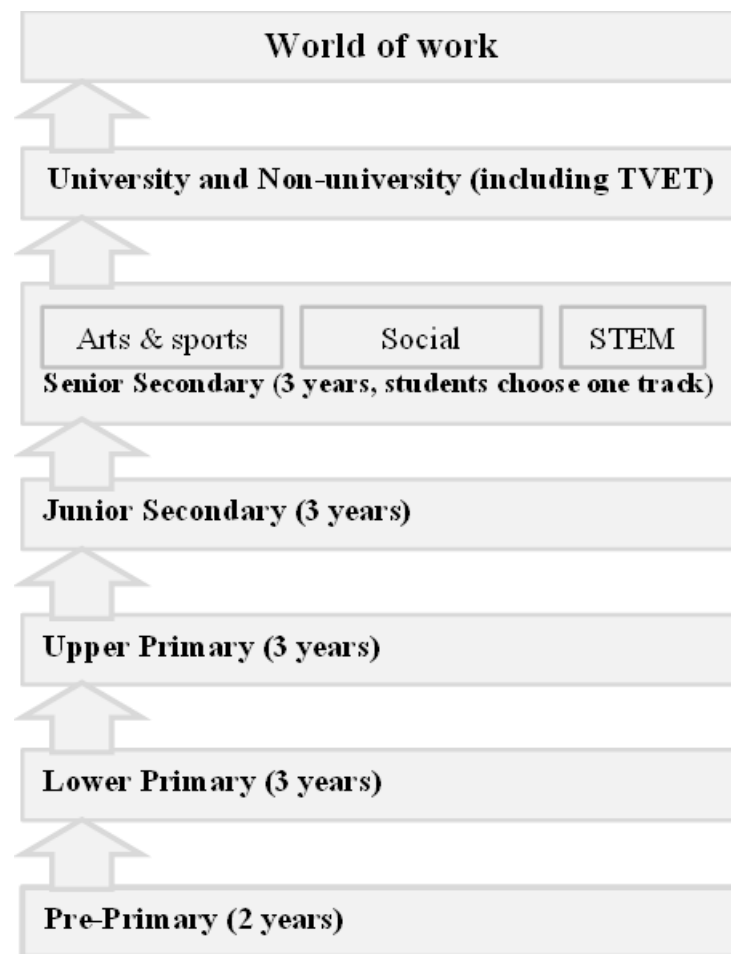 World of work
University and Non-university (including TVET)
Arts & sports
Social
STEM
Senior Secondary (3 years, students choose one track)
Junior Secondary (3 years)
Upper Primary (3 years)
Lower Primary (3 years)
Pre-Primary (2 years)